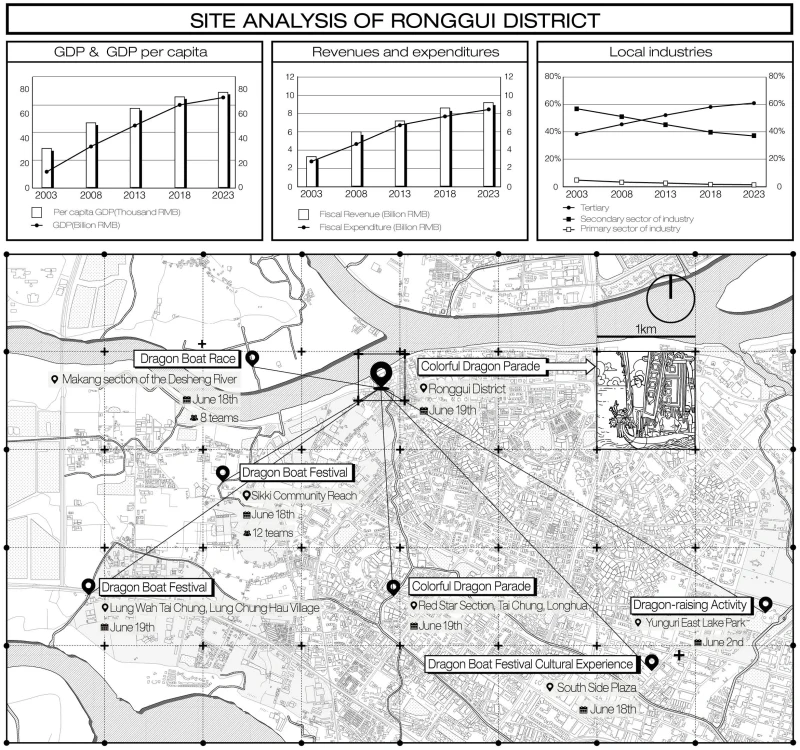 SITE ANALYSIS OF RONGGUI DISTRICT
GDP & GDP per capita
80 80
60 60
40 40
20 20
0 0
2003 2008 2013 2018 2023
Per capita GDP(Thousand RMB)
GDP(Billion RMB)
Revenues and expenditures
12 12
10 10
8 8
6 6
4 4
2 2
0 0
2003 2008 2013 2018 2023
Fiscal Revenue (Billion RMB)
Fiscal Expenditure (Billion RMB)
Local industries
80% 80%
60% 60%
40% 40%
20% 20%
0 0
2003 2008 2013 2018 2023
Tertiary
Secondary sector of industry
Primary sector of industry
1km
Dragon Boat Race
Makang section of the Desheng River
June 18th
8 teams
Colorful Dragon Parade
Ronggui District
June 19th
Dragon Boat Festival
Sikki Community Reach
June 18th
12 teams
Dragon Boat Festival
Lung Wah Tai Chung, Lung Chung Hau Village
June 19th
Colorful Dragon Parade
Red Star Section, Tai Chung, Longhua
June 19th
Dragon-raising Activity
Yunguri East Lake Park
June 2nd
Dragon Boat Festival Cultural Experience
South Side Plaza
June 18th